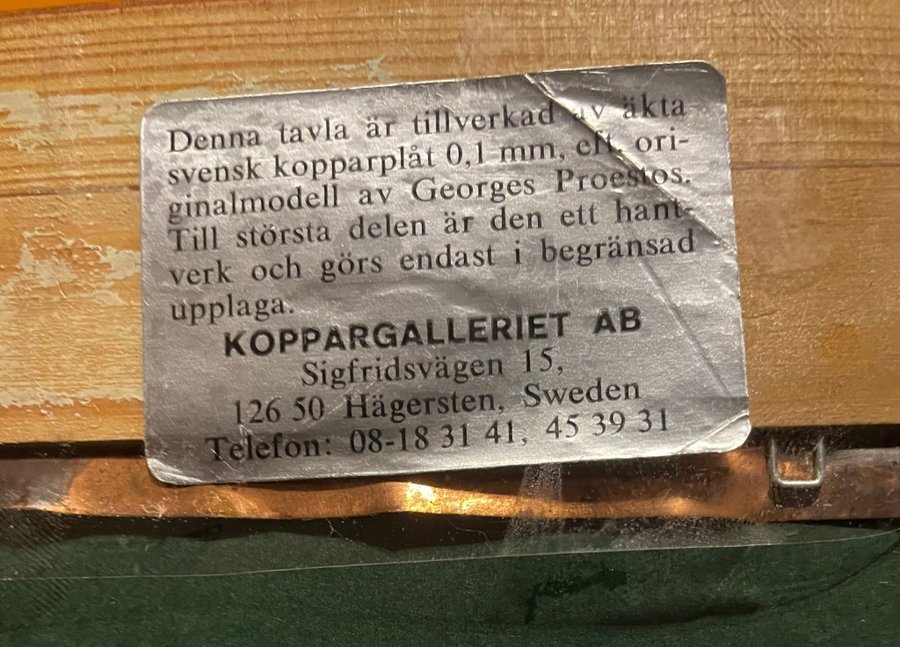 Denna tavla är tillverkad av äkta
svensk kopparplåt 0,1 mm, eft. ori-
ginalmodell av Georges Proestos.
Till största delen är den ett hant-
verk och görs endast i begränsad
upplaga.
KOPPARGALLERIET AB
Sigfridsvägen 15,
126 50 Hägersten, Sweden
Telefon: 08-18 31 41, 45 39 31